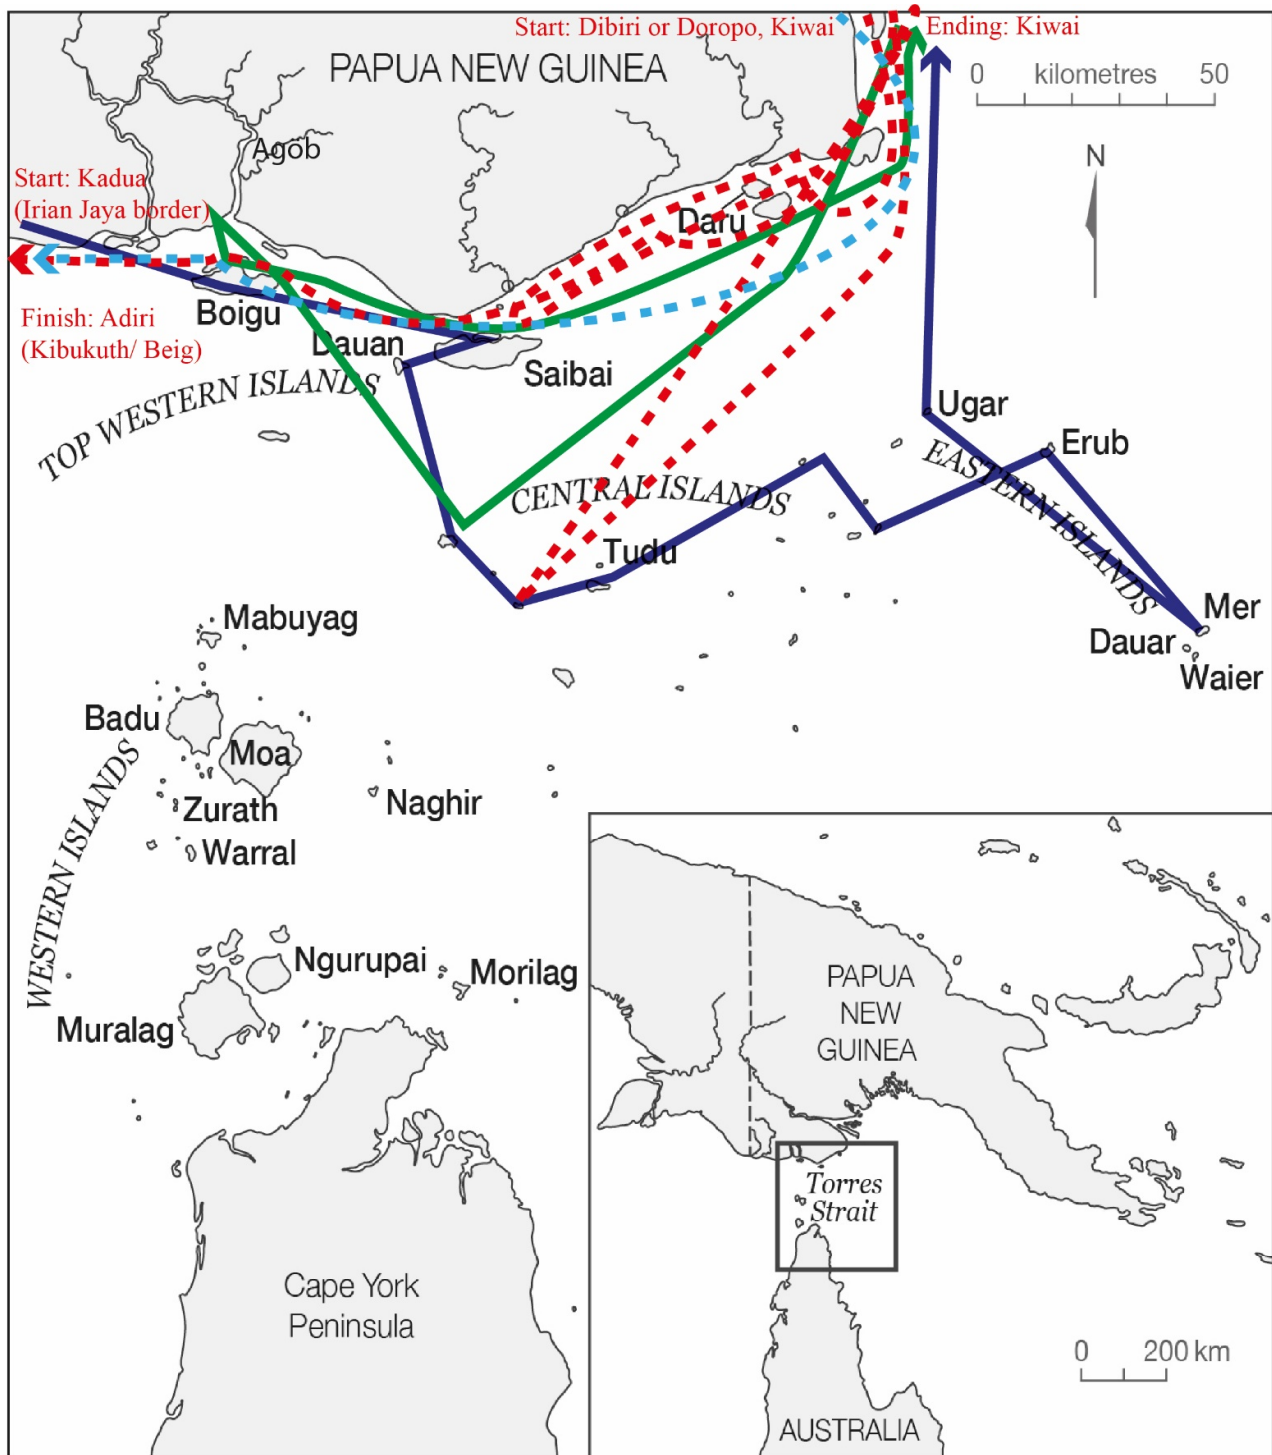 Start: Dibiri or Doropo, Kiwai
Ending: Kiwai
PAPUA NEW GUINEA
0 kilometres 50
Agob
N
Start: Kadua
(Irian Jaya border)
Daru
Boigu
Finish: Adiri
(Kibukuth/ Beig)
Dauan
Saibai
TOP WESTERN ISLANDS
Ugar
Erub
EASTERN ISLANDS
CENTRAL ISLANDS
Tudu
Mabuyag
Mer
Dauar
Waier
Badu
Moa
WESTERN ISLANDS
Zurath
Naghir
Warral
Ngurupai
Morilag
Muralag
PAPUA
NEW
GUINEA
Torres
Strait
Cape York
Peninsula
0 200 km
AUSTRALIA